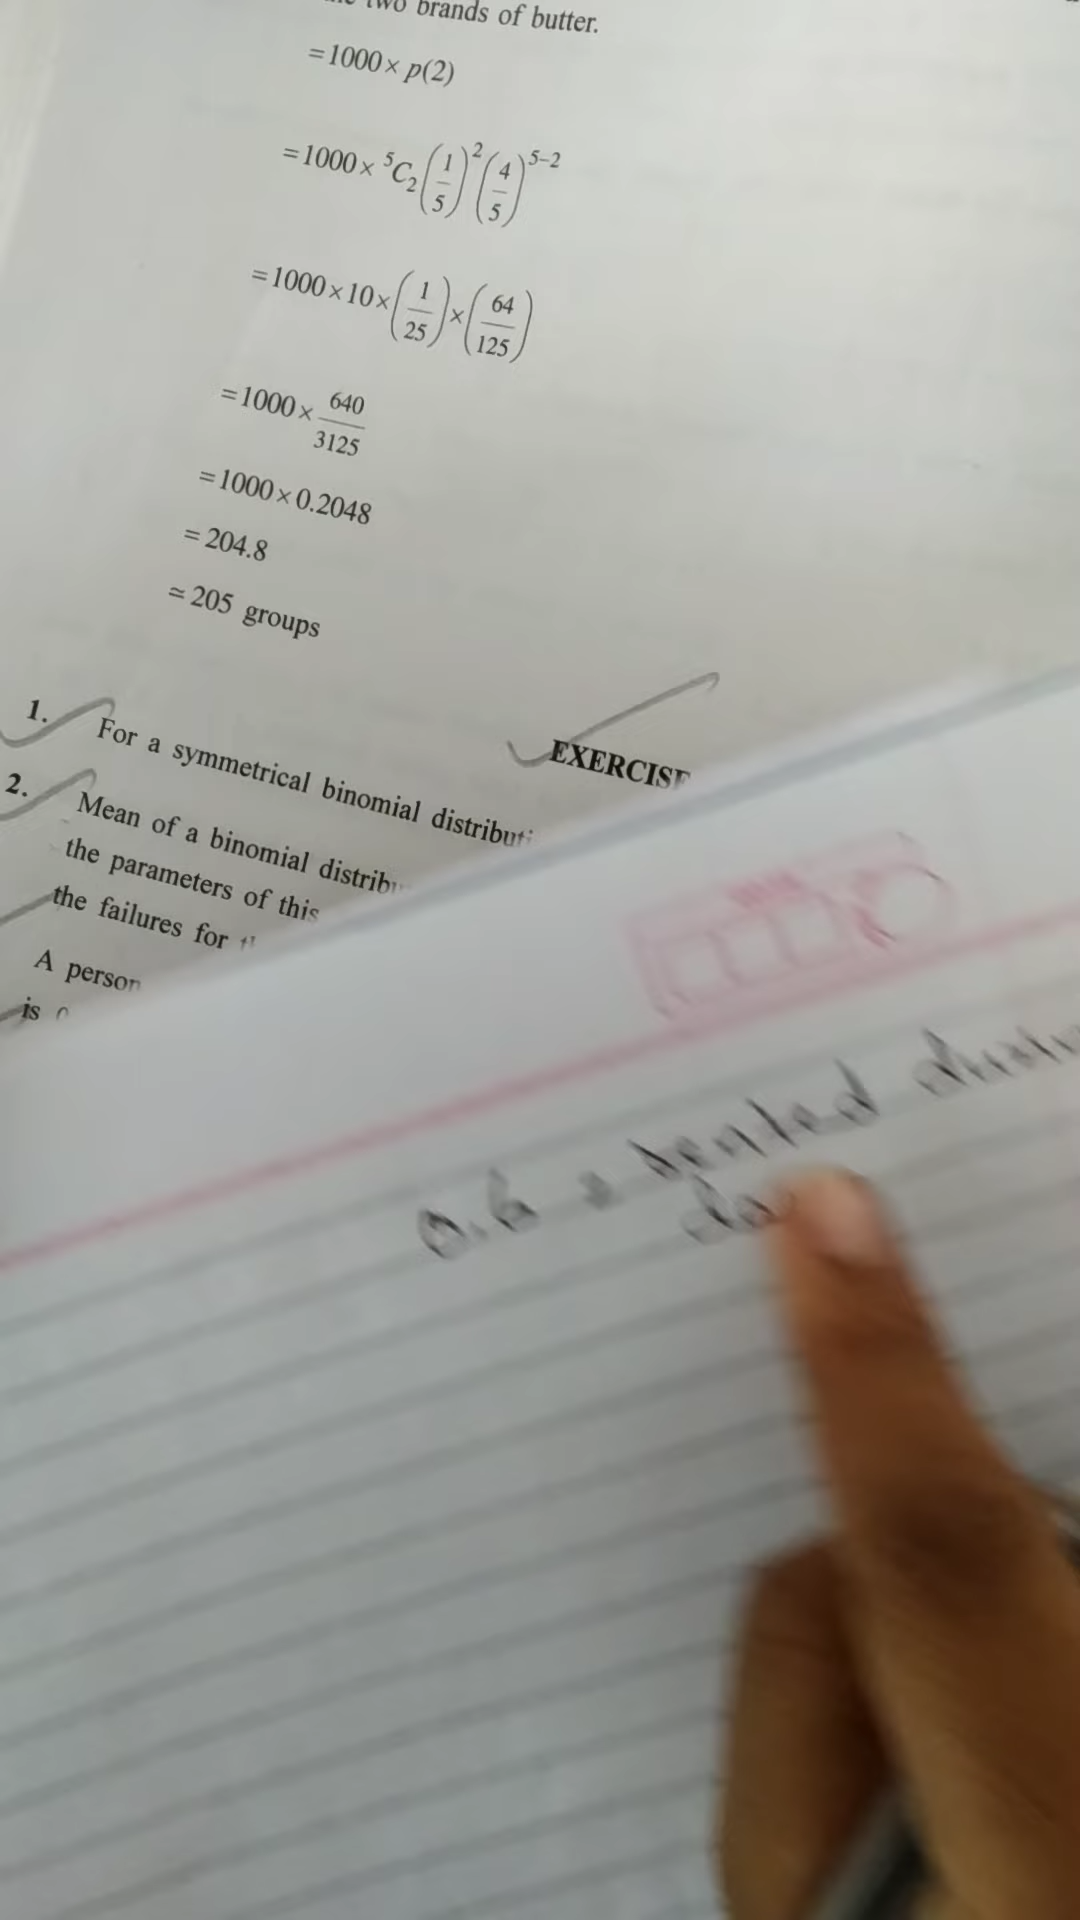 two brands of butter.
= 1000 × p(2)
= 1000 × ⁵C₂ (1/5)² (4/5)⁵⁻²
= 1000 × 10 × (1/25) × (64/125)
= 1000 × 640/3125
= 1000 × 0.2048
= 204.8
≃ 205 groups
EXERCISE
1. For a symmetrical binomial
2. Mean of a binomial
the parameters of this
the failures for
A person
is
0.6